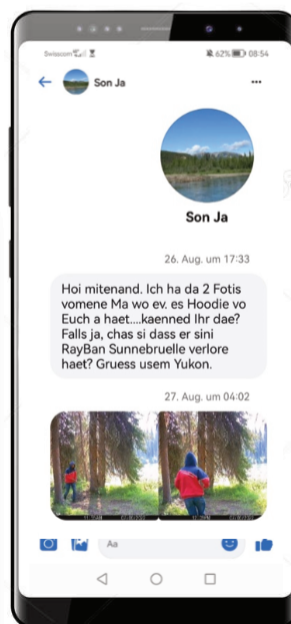 Swisscom
62% 08:54
Son Ja
Son Ja
26. Aug. um 17:33
Hoi mitenand. Ich ha da 2 Fotis
vomene Ma wo ev. es Hoodie vo
Euch a haet....kaenned Ihr dae?
Falls ja, chas si dass er sini
RayBan Sunnebruelle verlore
haet? Gruess usem Yukon.
27. Aug. um 04:02
Aa